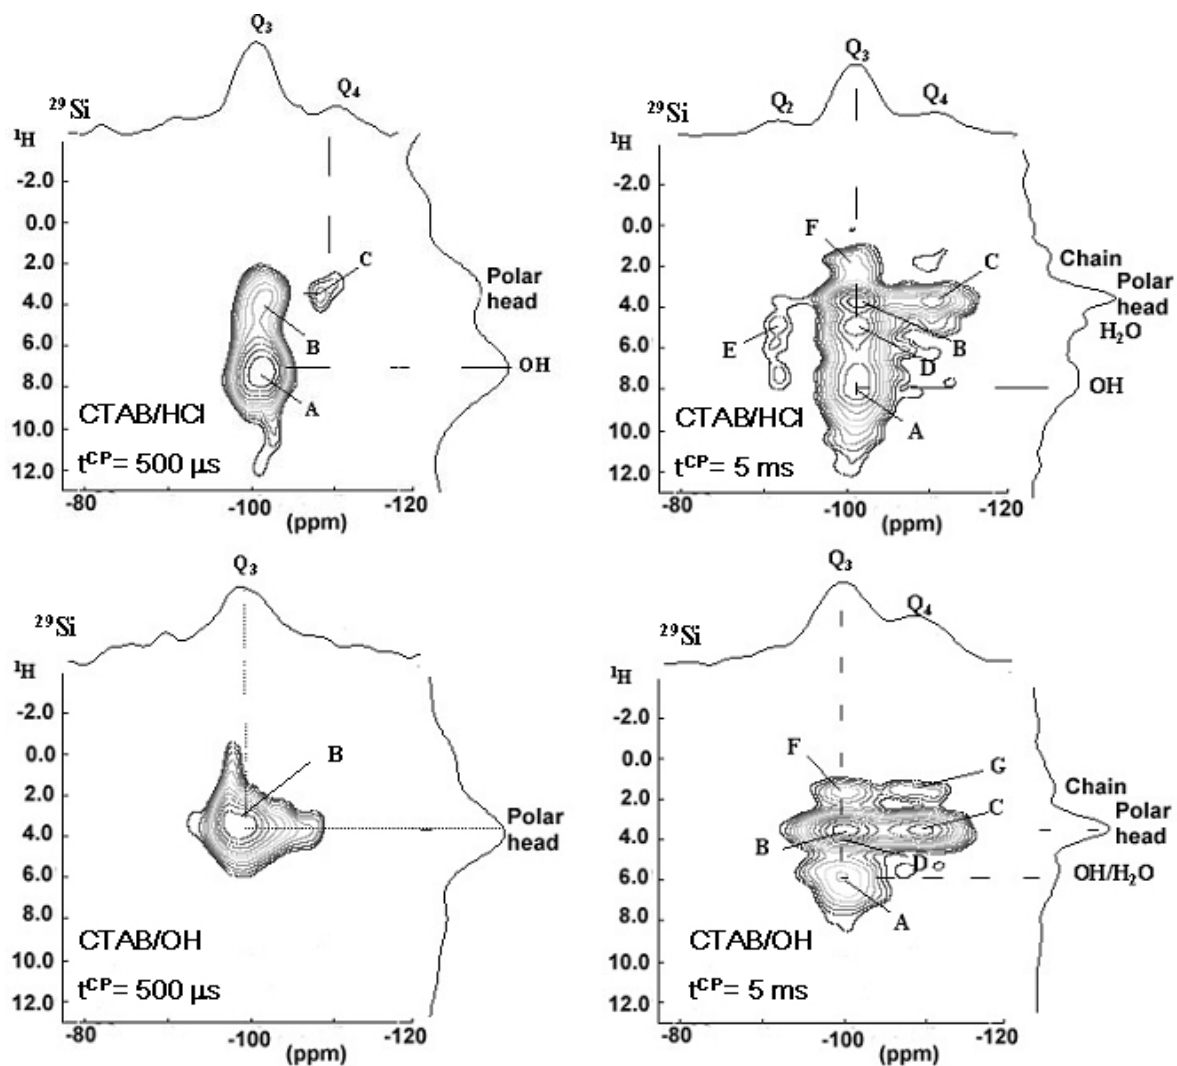 Q3
Q4
29Si
1H
-2.0
0.0
2.0
4.0
6.0
8.0
10.0
12.0
C
B
A
Polar
head
OH
CTAB/HCl
tCP= 500 µs
-80
-100
-120
(ppm)
Q3
Q2
Q4
29Si
1H
-2.0
0.0
2.0
4.0
6.0
8.0
10.0
12.0
F
C
E
B
D
A
Chain
Polar
head
H2O
OH
CTAB/HCl
tCP= 5 ms
-80
-100
-120
(ppm)
Q3
29Si
1H
-2.0
0.0
2.0
4.0
6.0
8.0
10.0
12.0
B
Polar
head
CTAB/OH
tCP= 500 µs
-80
-100
-120
(ppm)
Q3
Q4
29Si
1H
-2.0
0.0
2.0
4.0
6.0
8.0
10.0
12.0
F
G
C
B
D
A
Chain
Polar
head
OH/H2O
CTAB/OH
tCP= 5 ms
-80
-100
-120
(ppm)